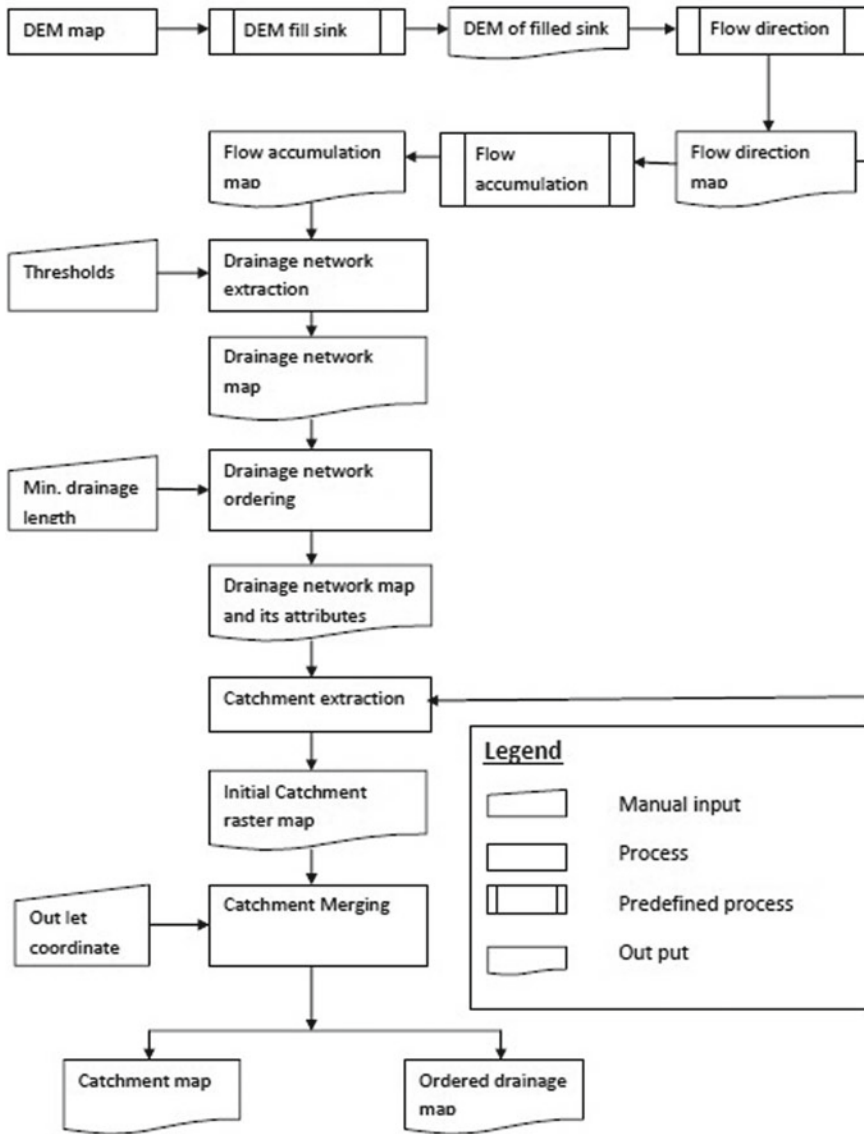 DEM map
DEM fill sink
DEM of filled sink
Flow direction
Flow accumulation
map
Flow
accumulation
Flow direction
map
Thresholds
Drainage network
extraction
Drainage network
map
Min. drainage
length
Drainage network
ordering
Drainage network map
and its attributes
Catchment extraction
Initial Catchment
raster map
Out let
coordinate
Catchment Merging
Catchment map
Ordered drainage
map
Legend
Manual input
Process
Predefined process
Out put